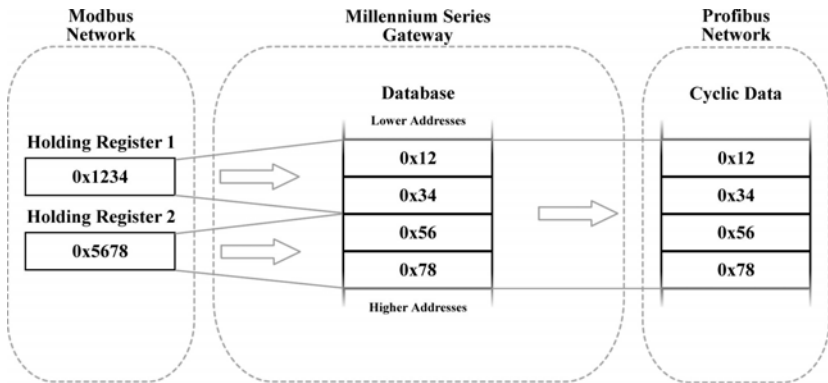 Modbus
Network
Millennium Series
Gateway
Profibus
Network
Database
Cyclic Data
Lower Addresses
Holding Register 1
0x1234
Holding Register 2
0x5678
0x12
0x34
0x56
0x78
Higher Addresses
0x12
0x34
0x56
0x78